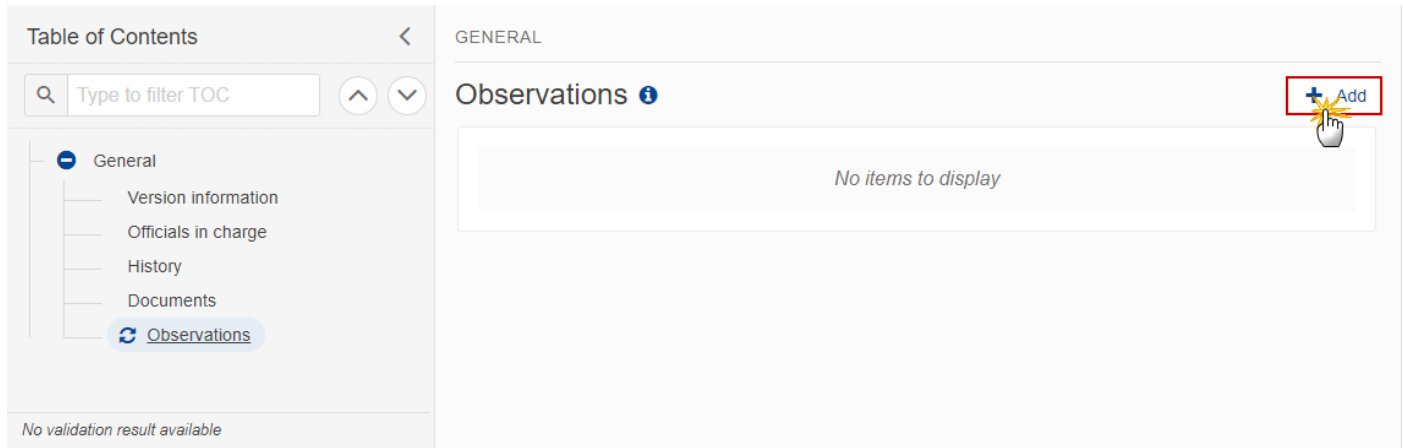 Table of Contents
Type to filter TOC
General
Version information
Officials in charge
History
Documents
Observations
No validation result available
GENERAL
Observations
Add
No items to display